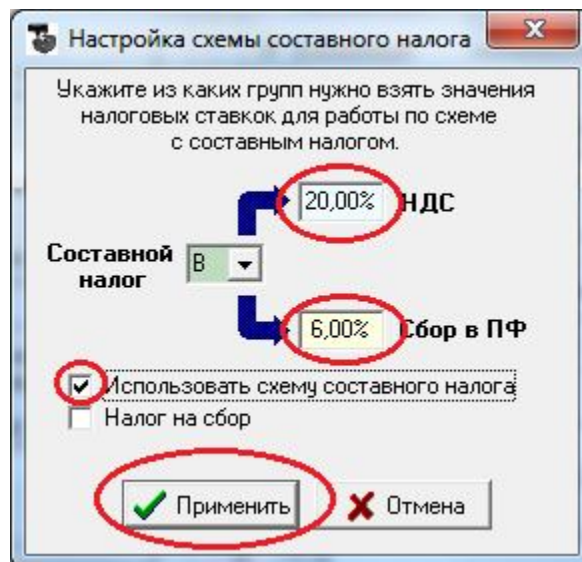 Настройка схемы составного налога
Укажите из каких групп нужно взять значения
налоговых ставкок для работы по схеме
с составным налогом.
20,00% НДС
Составной
налог
В
6,00% Сбор в ПФ
Использовать схему составного налога
Налог на сбор
Применить
Отмена